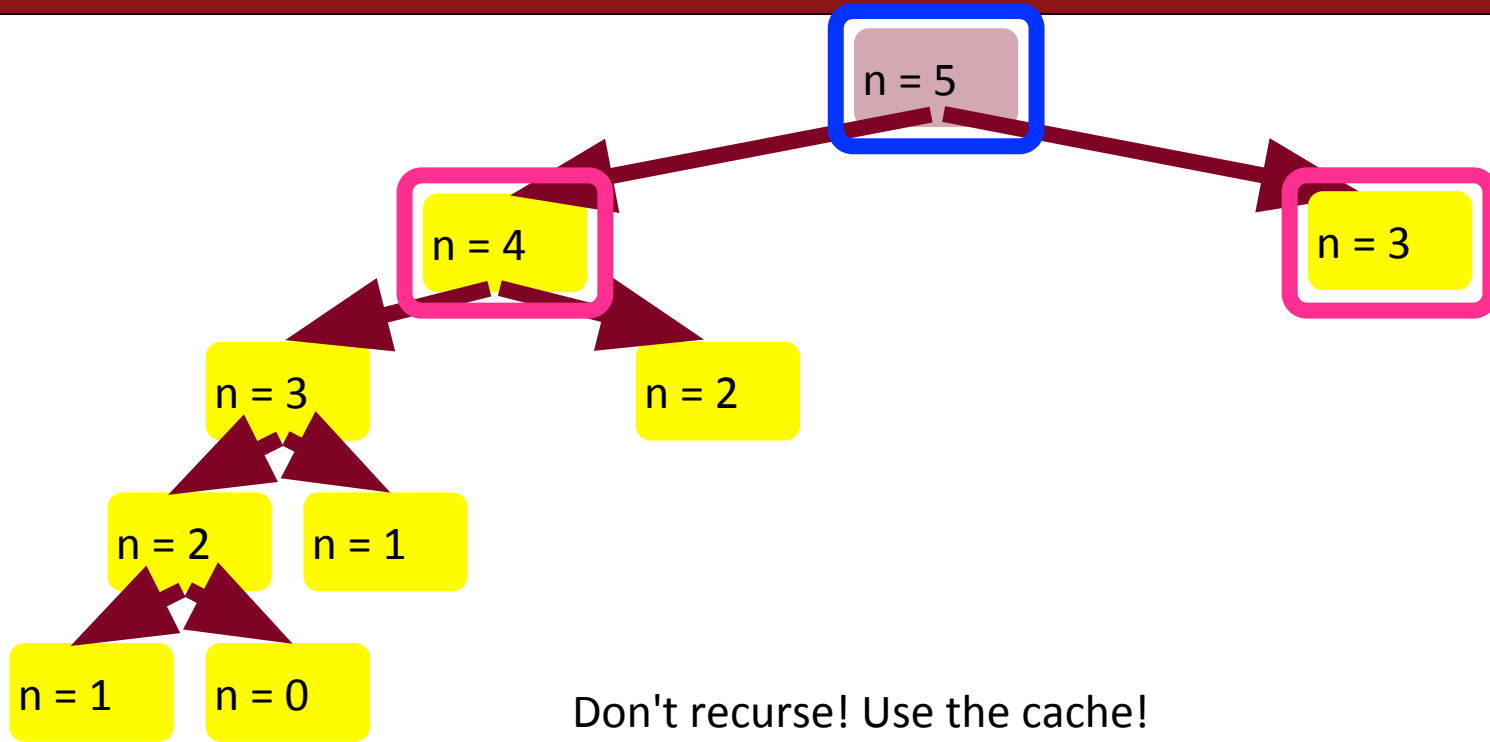 n = 5
n = 4
n = 3
n = 3
n = 2
n = 2
n = 1
n = 1
n = 0
Don't recurse! Use the cache!